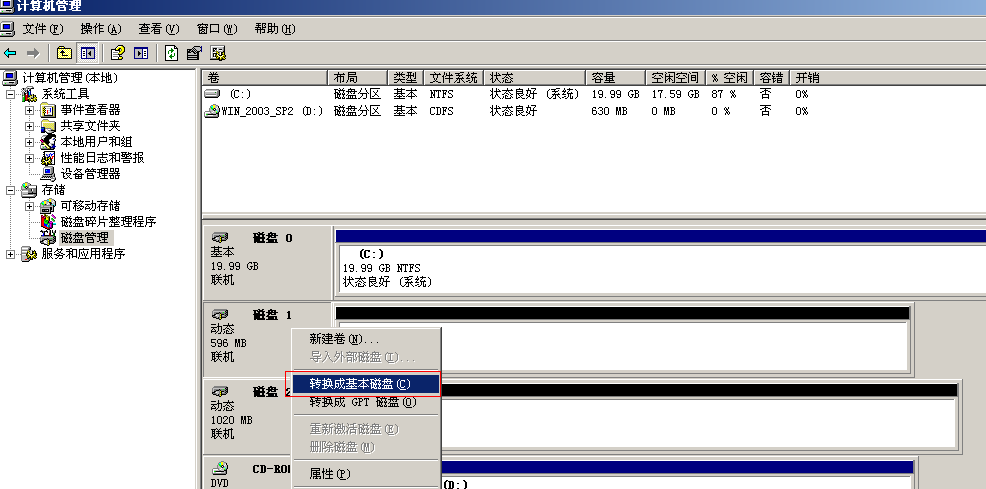 计算机管理
文件(F) 操作(A) 查看(V) 窗口(W) 帮助(H)
计算机管理(本地)
系统工具
事件查看器
共享文件夹
本地用户和组
性能日志和警报
设备管理器
存储
可移动存储
磁盘碎片整理程序
磁盘管理
服务和应用程序
卷 布局 类型 文件系统 状态 容量 空闲空间 % 空闲 容错 开销
(C:) 磁盘分区 基本 NTFS 状态良好 (系统) 19.99 GB 17.59 GB 87 % 否 0%
WIN_2003_SP2 (D:) 磁盘分区 基本 CDFS 状态良好 630 MB 0 MB 0 % 否 0%
磁盘 0
基本
19.99 GB
联机
(C:)
19.99 GB NTFS
状态良好 (系统)
磁盘 1
动态
596 MB
联机
磁盘 2
动态
1020 MB
联机
新建卷(N)...
导入外部磁盘(I)...
转换成基本磁盘(C)
转换成 GPT 磁盘(O)
重新激活磁盘(E)
删除磁盘(M)
属性(P)
CD-RO
DVD
(D:)